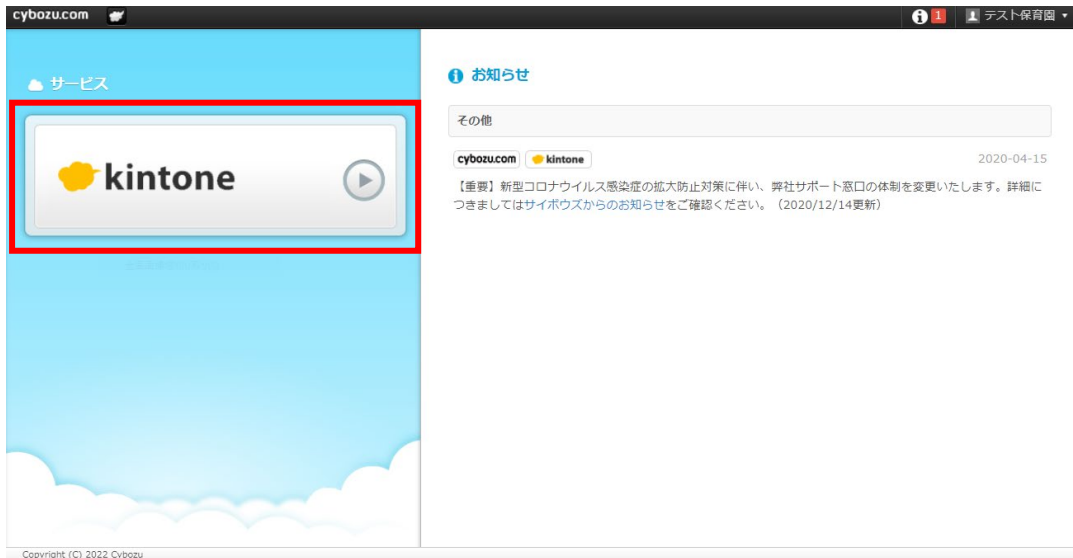 cybozu.com
1
テスト保育園
サービス
kintone
お知らせ
その他
cybozu.com kintone 2020-04-15
【重要】新型コロナウイルス感染症の拡大防止対策に伴い、弊社サポート窓口の体制を変更いたします。詳細に
つきましてはサイボウズからのお知らせをご確認ください。(2020/12/14更新)
Copyright (C) 2022 Cybozu